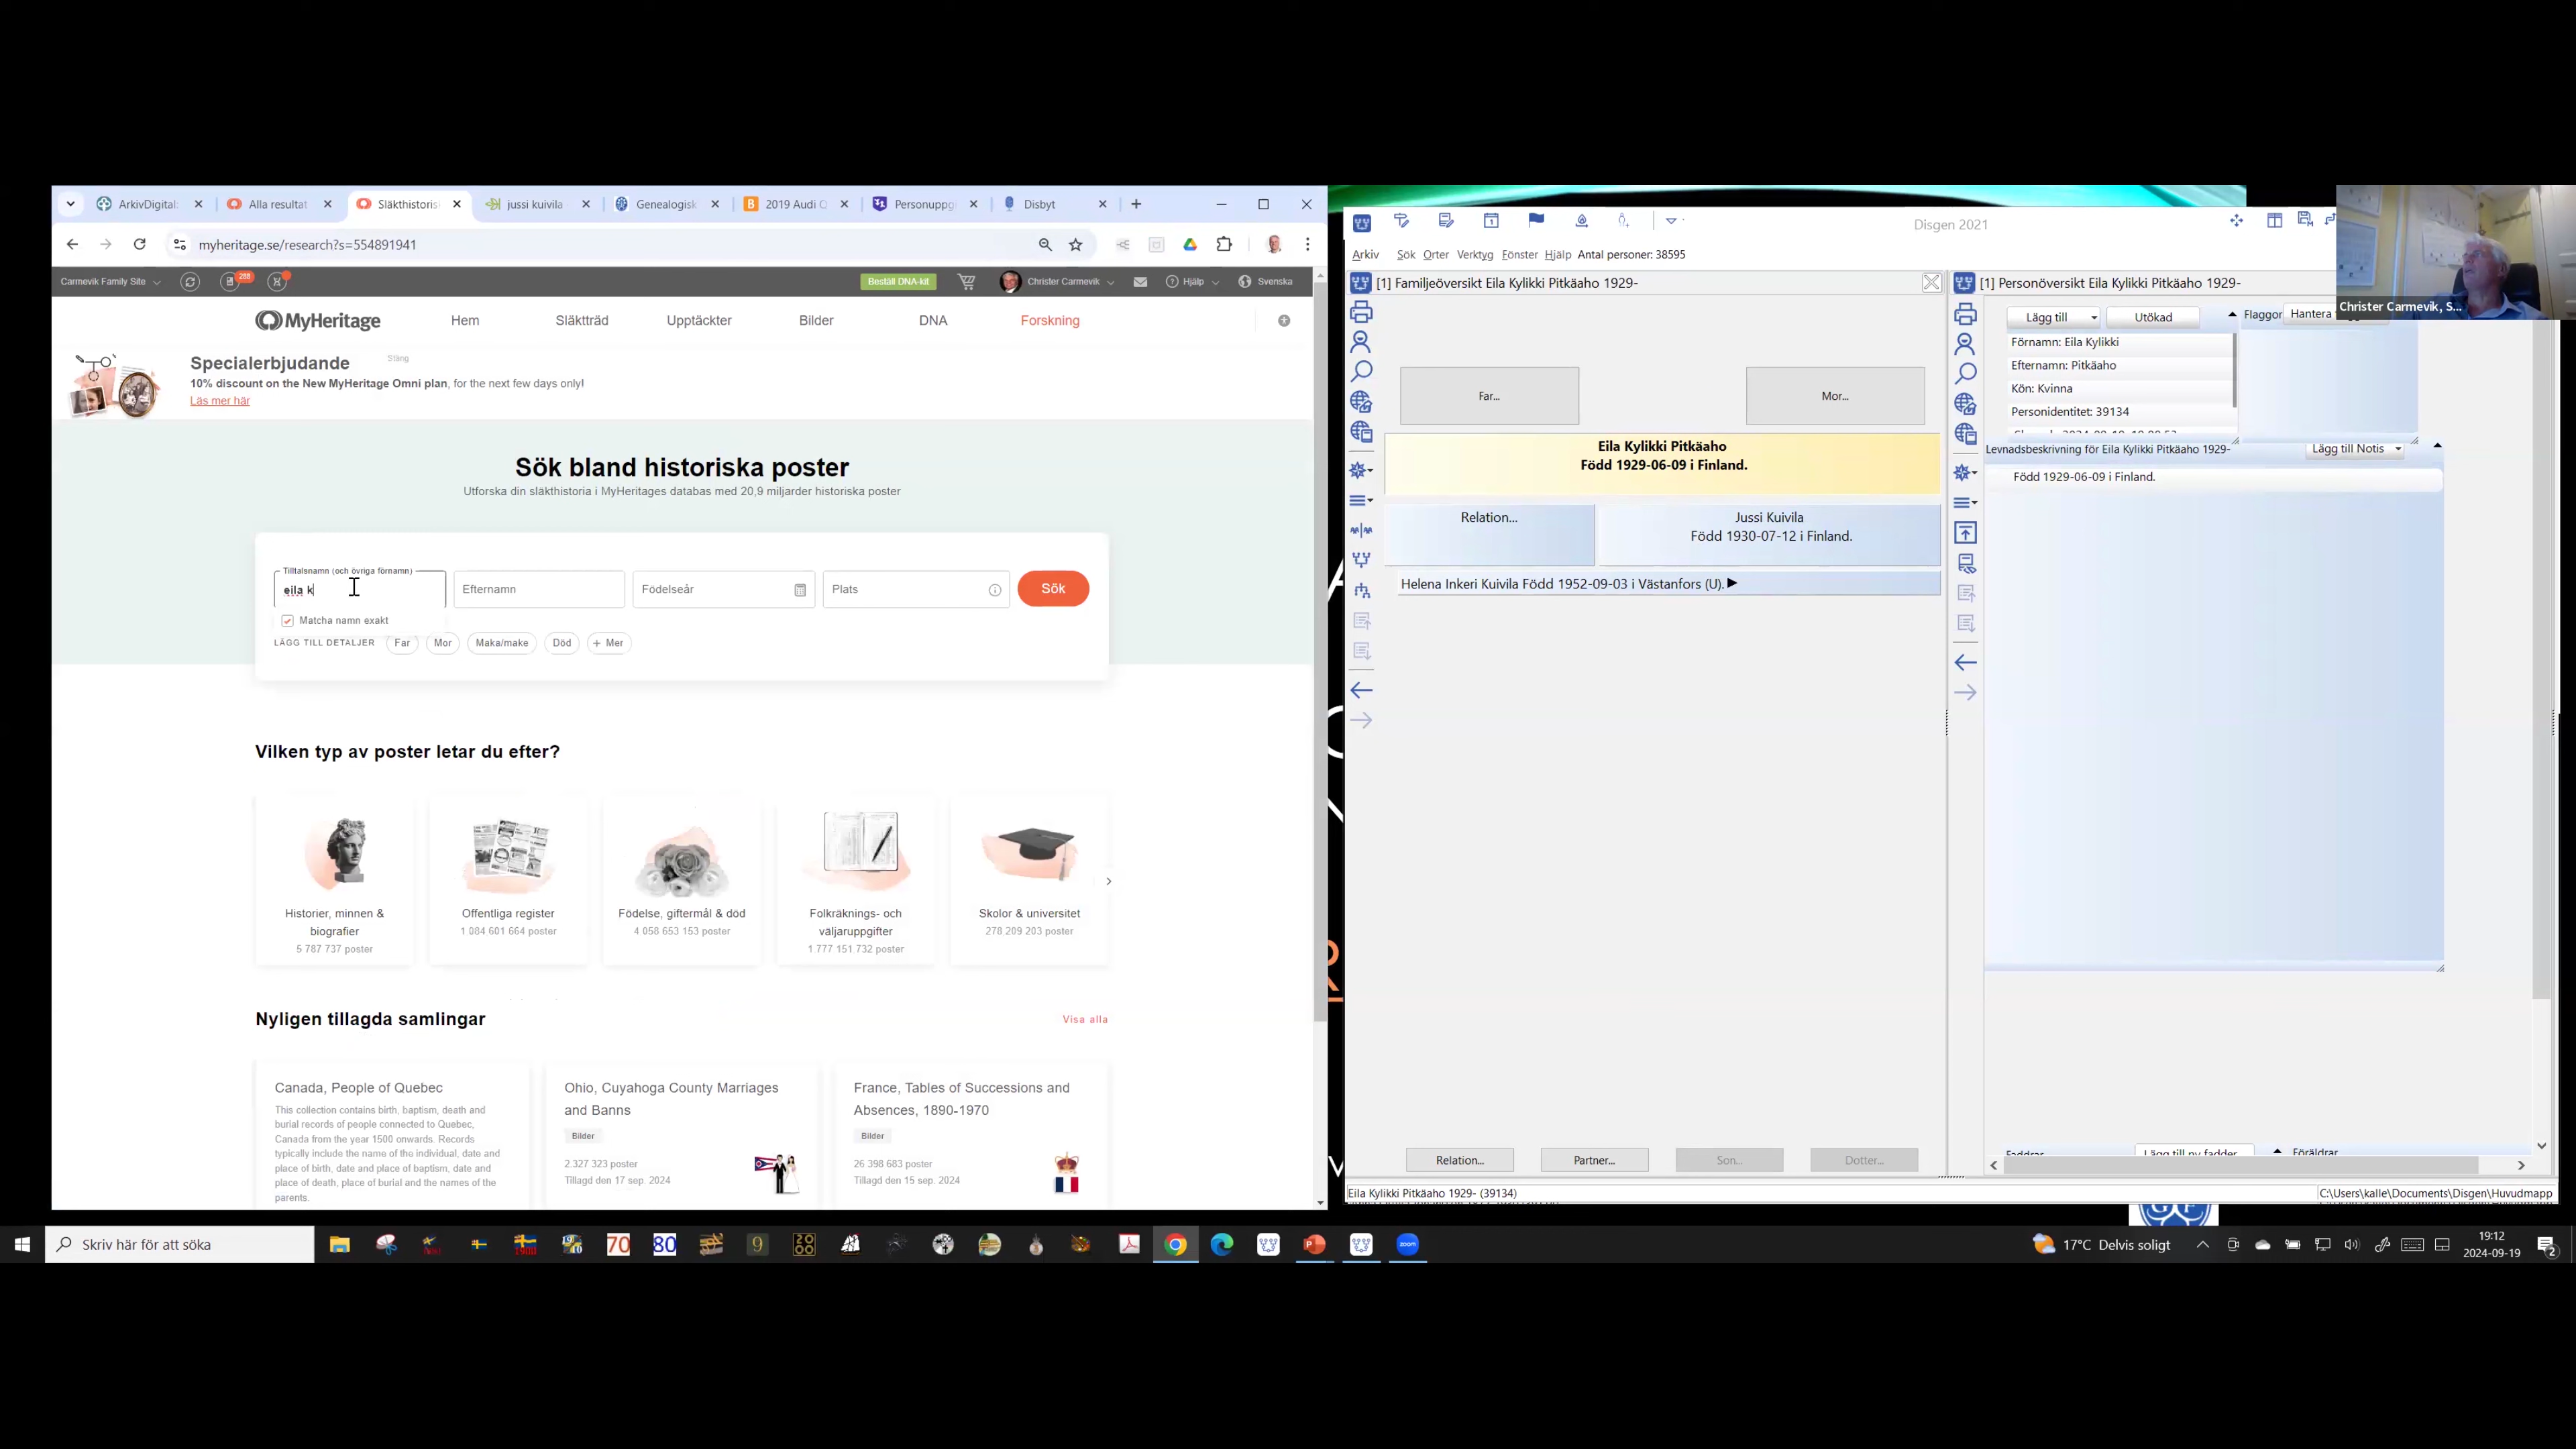 ArkivDigital
Alla resultat
Släkthistoris
jussi kuivila
Genealogisk
2019 Audi Q
Personuppg
Disbyt
myheritage.se/research?s=554891941
Carmevik Family Site
288
Beställ DNA-kit
Christer Carmevik
Hjälp
Svenska
MyHeritage
Hem
Släktträd
Upptäckter
Bilder
DNA
Forskning
Specialerbjudande
Stäng
10% discount on the New MyHeritage Omni plan, for the next few days only!
Läs mer här
Sök bland historiska poster
Utforska din släkthistoria i MyHeritages databas med 20,9 miljarder historiska poster
Tilltalsnamn (och övriga förnamn)
eila k
Efternamn
Födelseår
Plats
Sök
Matcha namn exakt
LÄGG TILL DETALJER
Far
Mor
Maka/make
Död
+ Mer
Vilken typ av poster letar du efter?
Historier, minnen &
biografier
5 787 737 poster
Offentliga register
1 084 601 664 poster
Födelse, giftermål & död
4 058 653 153 poster
Folkräknings- och
väljaruppgifter
1 777 151 732 poster
Skolor & universitet
278 209 203 poster
Nyligen tillagda samlingar
Visa alla
Canada, People of Quebec
This collection contains birth, baptism, death and
burial records of people connected to Quebec,
Canada from the year 1500 onwards. Records
typically include the name of the individual, date and
place of birth, date and place of baptism, date and
place of death, place of burial and the names of the
parents.
Ohio, Cuyahoga County Marriages
and Banns
Bilder
2.327 323 poster
Tillagd den 17 sep. 2024
France, Tables of Successions and
Absences, 1890-1970
Bilder
26 398 683 poster
Tillagd den 15 sep. 2024
Disgen 2021
Arkiv Sök Orter Verktyg Fönster Hjälp Antal personer: 38595
[1] Familjeöversikt Eila Kylikki Pitkäaho 1929-
Far...
Mor...
Eila Kylikki Pitkäaho
Född 1929-06-09 i Finland.
Relation...
Jussi Kuivila
Född 1930-07-12 i Finland.
Helena Inkeri Kuivila Född 1952-09-03 i Västanfors (U).
Relation...
Partner...
Son...
Dotter...
Eila Kylikki Pitkäaho 1929- (39134)
[1] Personöversikt Eila Kylikki Pitkäaho 1929-
Lägg till
Utökad
Flaggor
Hantera
Förnamn: Eila Kylikki
Efternamn: Pitkäaho
Kön: Kvinna
Personidentitet: 39134
Levnadsbeskrivning för Eila Kylikki Pitkäaho 1929-
Lägg till Notis
Född 1929-06-09 i Finland.
Faddrar
Lägg till ny fadder
Föräldrar
C:\Users\kalle\Documents\Disgen\Huvudmapp
Christer Carmevik, S...
Skriv här för att söka
70
80
9
zoom
17°C Delvis soligt
19:12
2024-09-19
2